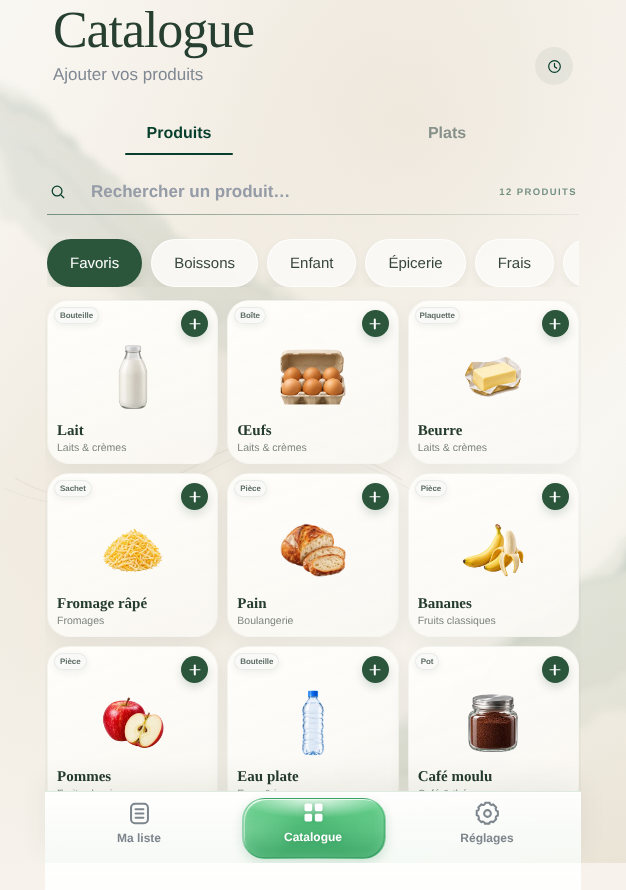 Catalogue
Ajouter vos produits
Produits
Plats
Rechercher un produit…
12 PRODUITS
Favoris
Boissons
Enfant
Épicerie
Frais
Bouteille
Boîte
Plaquette
Lait
Œufs
Beurre
Laits & crèmes
Laits & crèmes
Laits & crèmes
Sachet
Pièce
Pièce
Fromage râpé
Pain
Bananes
Fromages
Boulangerie
Fruits classiques
Pièce
Bouteille
Pot
Pommes
Eau plate
Café moulu
Ma liste
Catalogue
Réglages